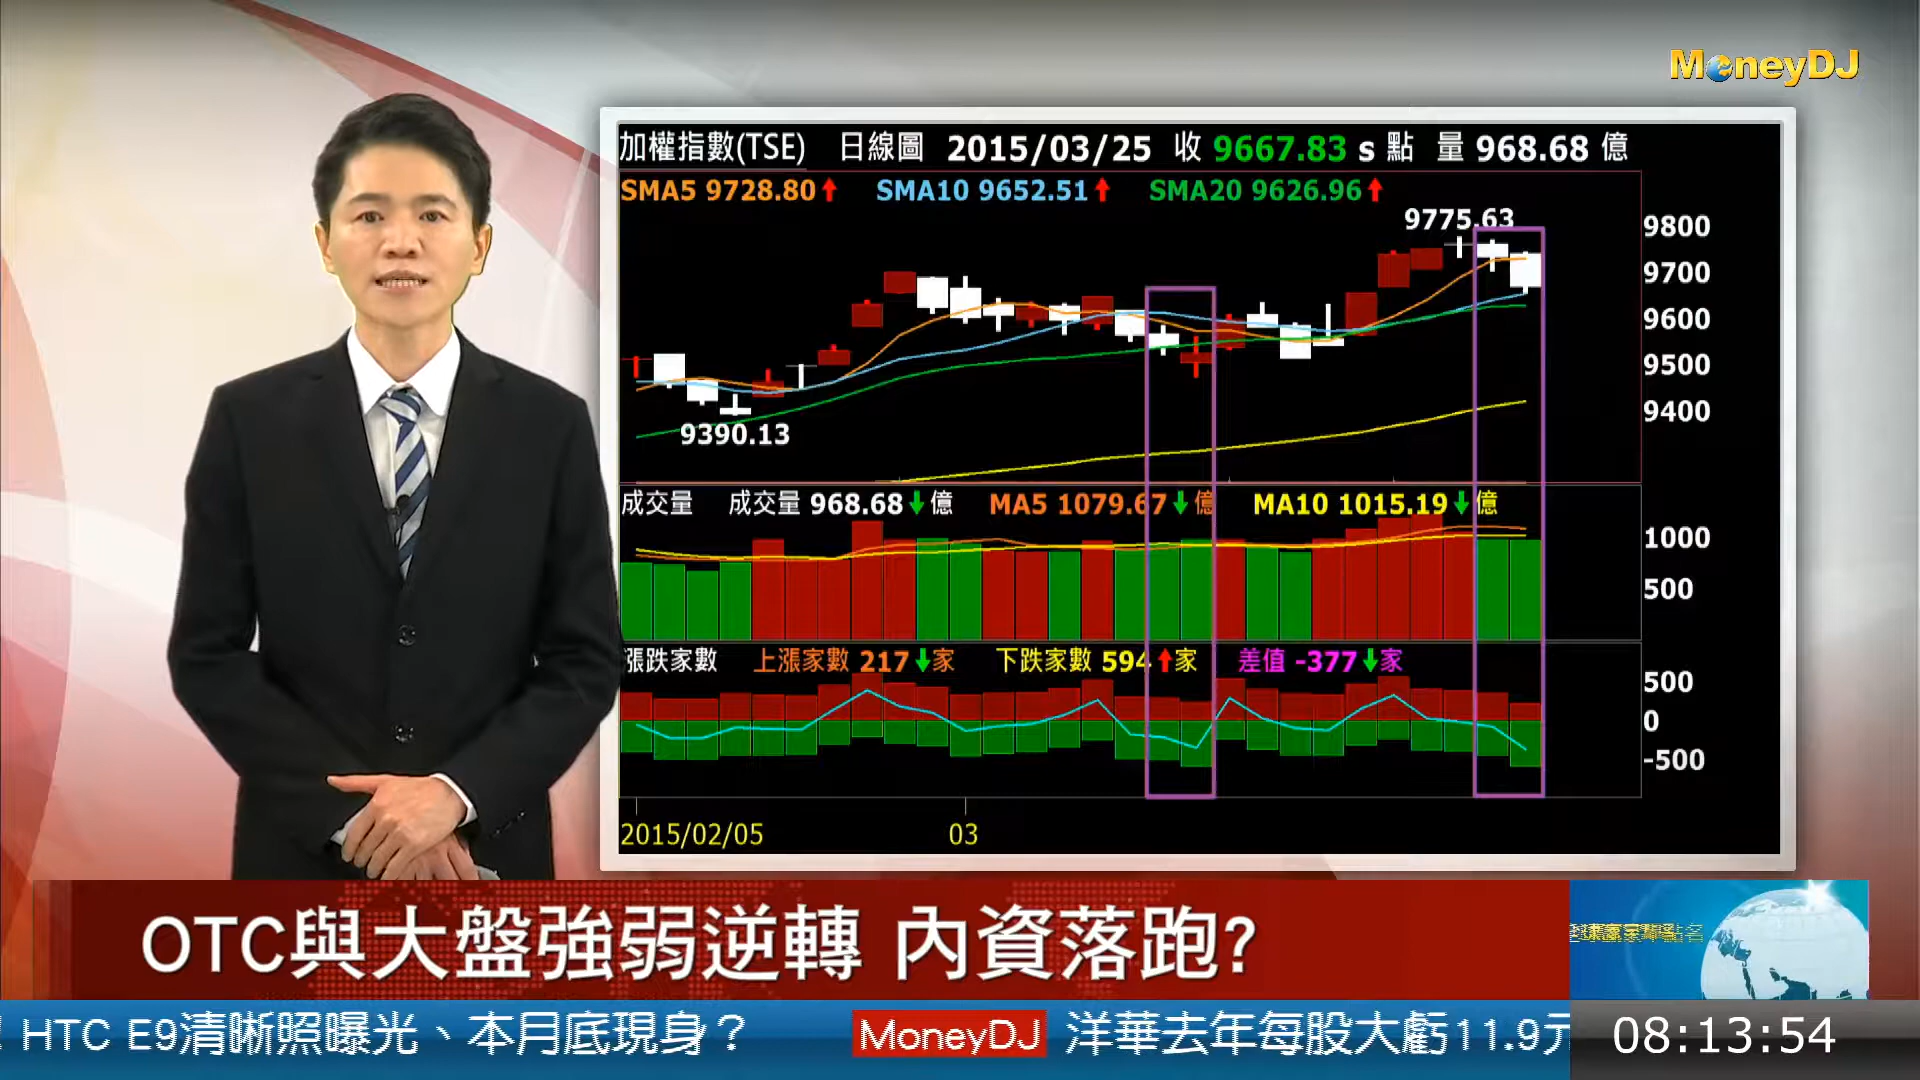 MoneyDJ
加權指數(TSE) 日線圖 2015/03/25 收 9667.83 s 點 量 968.68 億
SMA5 9728.80 SMA10 9652.51 SMA20 9626.96
9775.63
9800
9700
9600
9500
9400
9390.13
成交量 成交量 968.68 億 MA5 1079.67 億 MA10 1015.19 億
1000
500
漲跌家數 上漲家數 217 家 下跌家數 594 家 差值 -377 家
500
0
-500
2015/02/05 03
OTC與大盤強弱逆轉 內資落跑?
HTC E9清晰照曝光、本月底現身？ MoneyDJ 洋華去年每股大虧11.9元
08:13:54